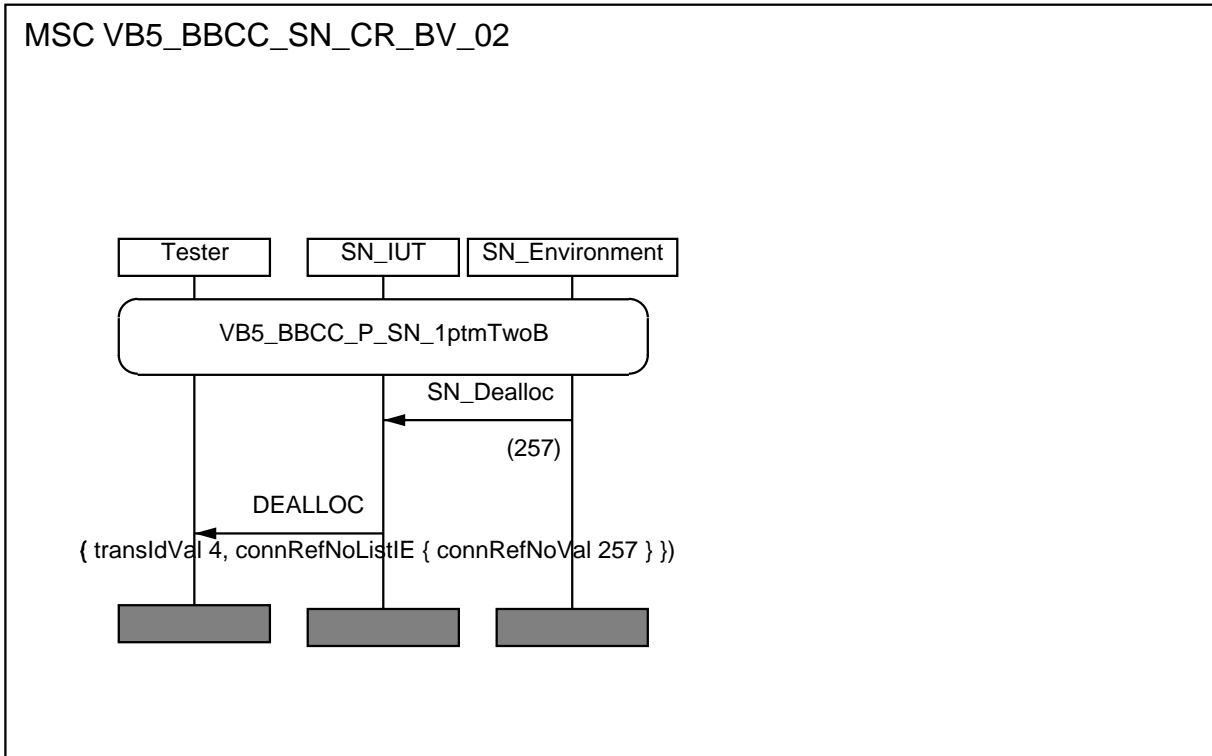 MSC VB5_BBCC_SN_CR_BV_02
Tester SN_IUT SN_Environment
VB5_BBCC_P_SN_1ptmTwoB
SN_Dealloc
(257)
DEALLOC
({ transIdVal 4, connRefNoListIE { connRefNoVal 257 } })